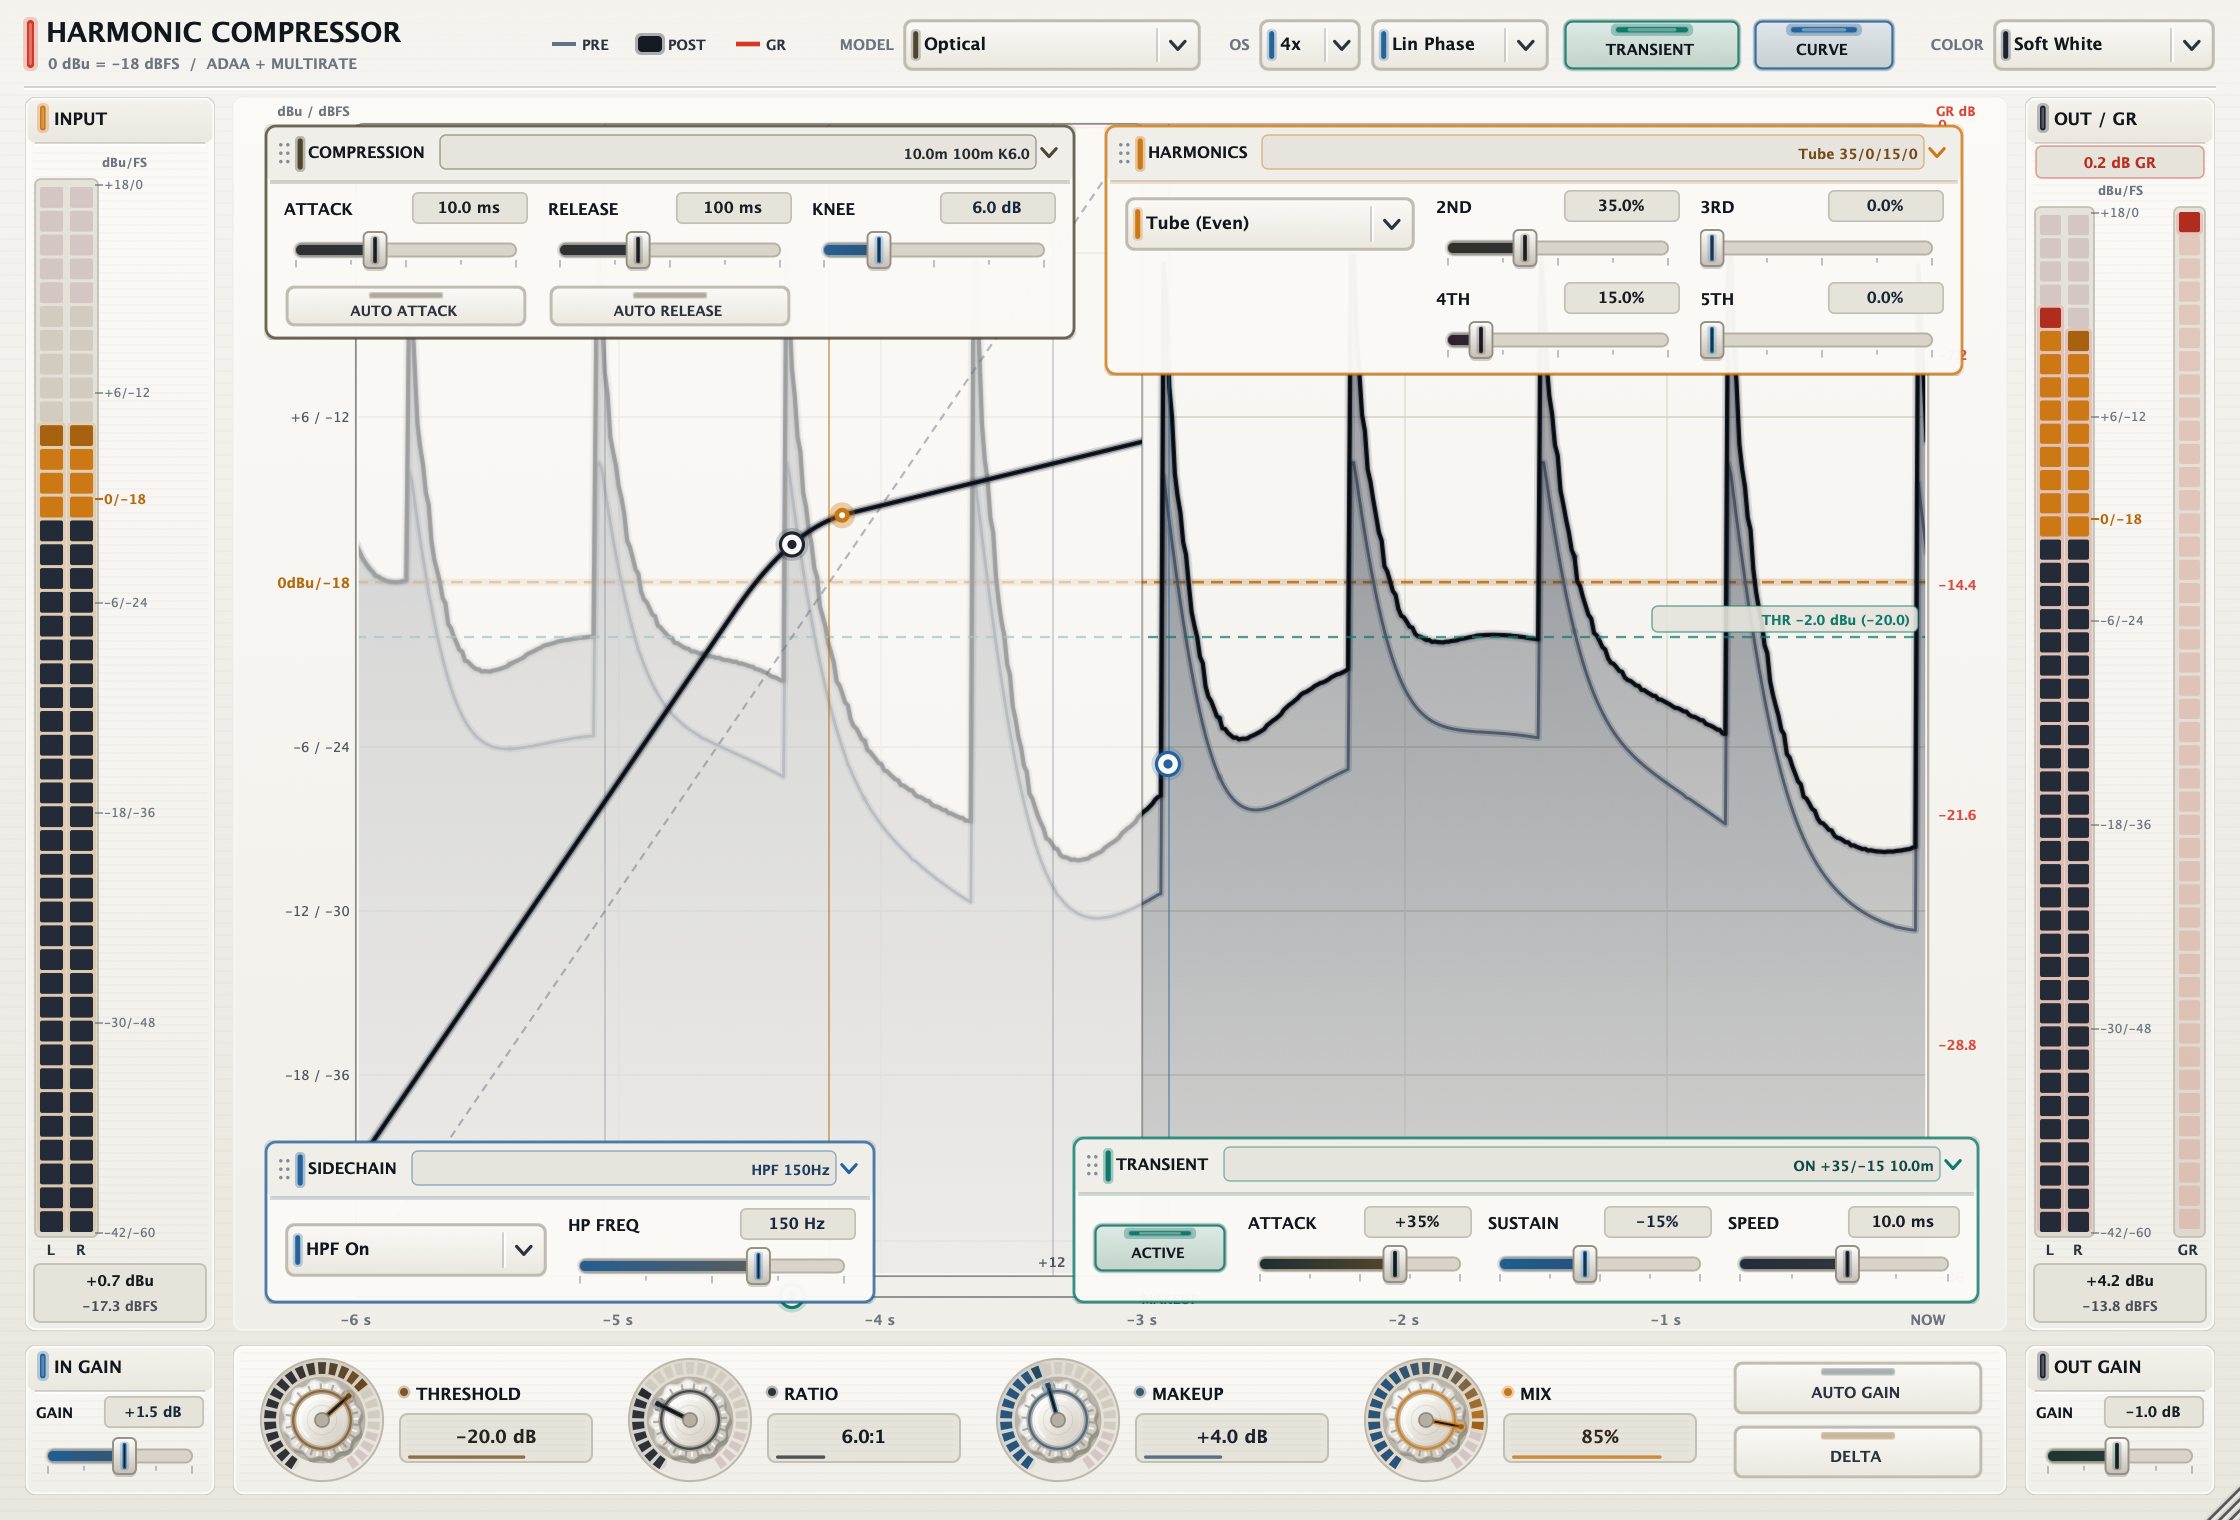 HARMONIC COMPRESSOR
0 dBu = -18 dBFS / ADAA + MULTIRATE
PRE POST GR
MODEL Optical
OS 4x Lin Phase
TRANSIENT CURVE
COLOR Soft White
INPUT
dBu/FS
+18/0
+6/-12
0/-18
-6/-24
-18/-36
-30/-48
-42/-60
L R
+0.7 dBu
-17.3 dBFS
dBu / dBFS
GR dB
0
COMPRESSION 10.0m 100m K6.0
ATTACK 10.0 ms RELEASE 100 ms KNEE 6.0 dB
AUTO ATTACK AUTO RELEASE
HARMONICS Tube 35/0/15/0
Tube (Even) 2ND 35.0% 3RD 0.0%
4TH 15.0% 5TH 0.0%
+6 / -12
0dBu/-18
-6 / -24
-12 / -30
-18 / -36
-14.4
THR -2.0 dBu (-20.0)
-21.6
-28.8
+12
SIDECHAIN HPF 150Hz
HPF On HP FREQ 150 Hz
TRANSIENT ON +35/-15 10.0m
ACTIVE ATTACK +35% SUSTAIN -15% SPEED 10.0 ms
-6 s -5 s -4 s -3 s -2 s -1 s NOW
OUT / GR
0.2 dB GR
dBu/FS
+18/0
+6/-12
0/-18
-6/-24
-18/-36
-30/-48
-42/-60
L R GR
+4.2 dBu
-13.8 dBFS
IN GAIN
GAIN +1.5 dB
THRESHOLD
-20.0 dB
RATIO
6.0:1
MAKEUP
+4.0 dB
MIX
85%
AUTO GAIN
DELTA
OUT GAIN
GAIN -1.0 dB